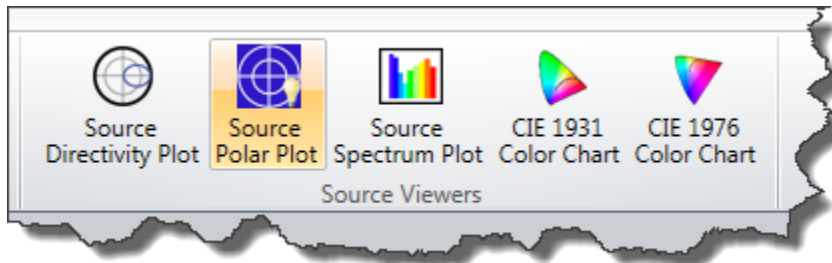 Source Directivity Plot
Source Polar Plot
Source Spectrum Plot
CIE 1931 Color Chart
CIE 1976 Color Chart
Source Viewers